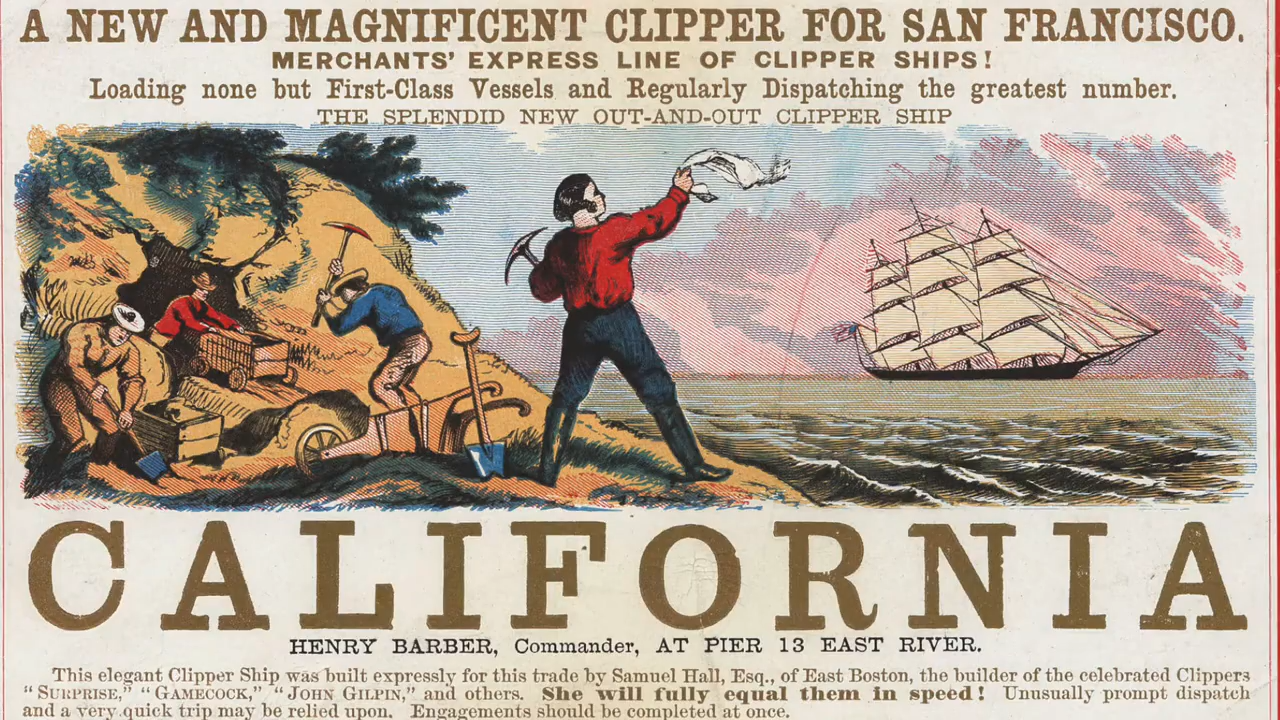 A NEW AND MAGNIFICENT CLIPPER FOR SAN FRANCISCO.
MERCHANTS' EXPRESS LINE OF CLIPPER SHIPS!
Loading none but First-Class Vessels and Regularly Dispatching the greatest number.
THE SPLENDID NEW OUT-AND-OUT CLIPPER SHIP
CALIFORNIA
HENRY BARBER, Commander, AT PIER 13 EAST RIVER.
This elegant Clipper Ship was built expressly for this trade by Samuel Hall, Esq., of East Boston, the builder of the celebrated Clippers
"SURPRISE," "GAMECOCK," "JOHN GILPIN," and others. She will fully equal them in speed! Unusually prompt dispatch
and a very quick trip may be relied upon. Engagements should be completed at once.